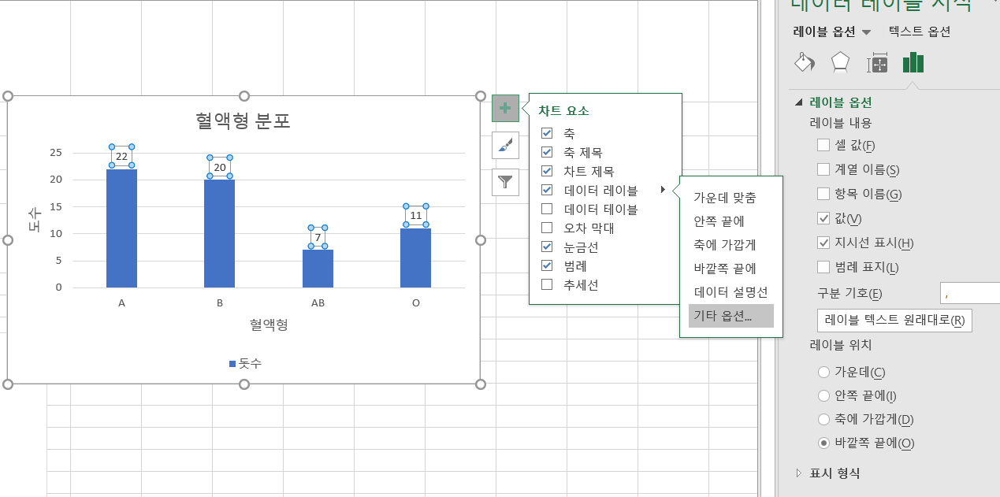 혈액형 분포
25
20
15
10
5
0
도수
22
20
7
11
A
B
AB
O
혈액형
돗수
차트 요소
축
축 제목
차트 제목
데이터 레이블
데이터 테이블
오차 막대
눈금선
범례
추세선
가운데 맞춤
안쪽 끝에
축에 가깝게
바깥쪽 끝에
데이터 설명선
기타 옵션...
데이터 레이블 서식
레이블 옵션
텍스트 옵션
레이블 옵션
레이블 내용
셀 값(F)
계열 이름(S)
항목 이름(G)
값(V)
지시선 표시(H)
범례 표지(L)
구분 기호(E)
,
레이블 텍스트 원래대로(R)
레이블 위치
가운데(C)
안쪽 끝에(I)
축에 가깝게(D)
바깥쪽 끝에(O)
표시 형식